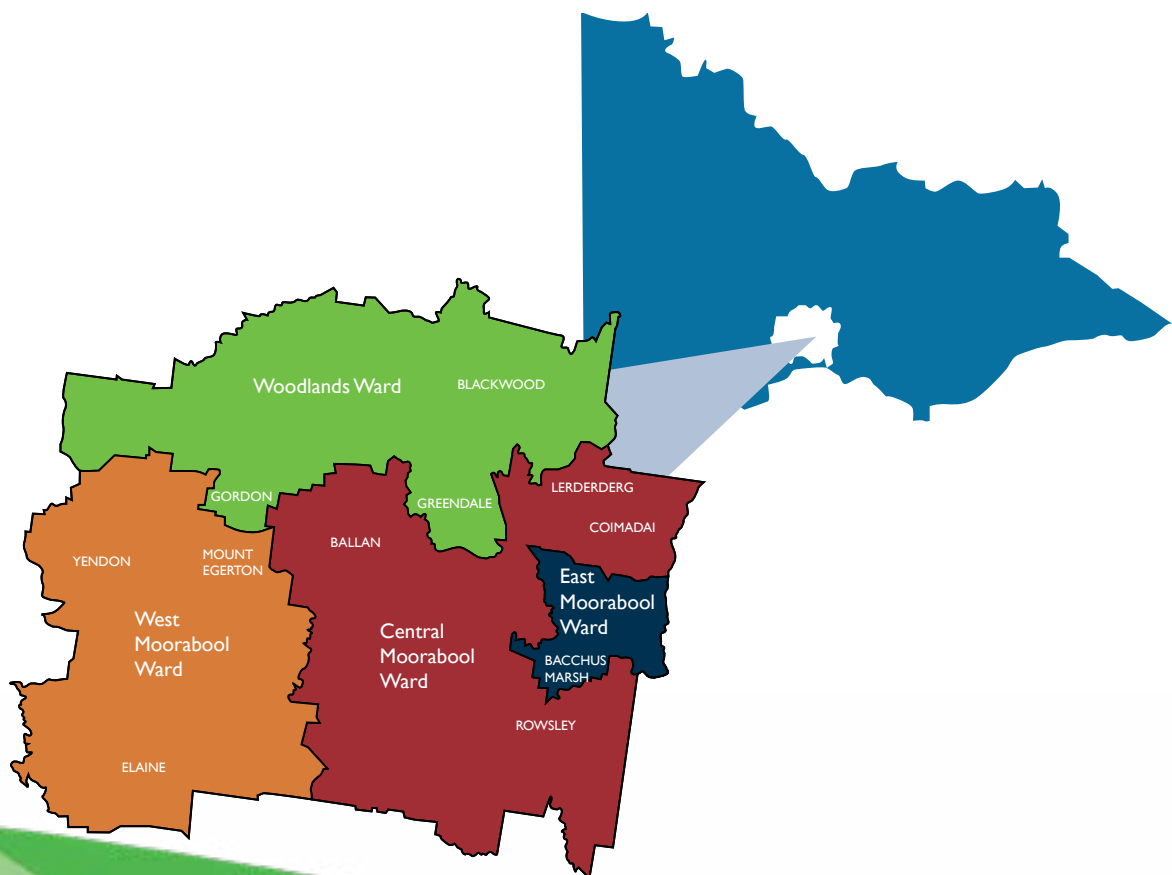 Woodlands Ward
BLACKWOOD
GORDON
GREENDALE
LERDERDERG
COIMADAI
BALLAN
YENDON
MOUNT
EGERTON
West
Moorabool
Ward
Central
Moorabool
Ward
East
Moorabool
Ward
BACCHUS
MARSH
ROWSLEY
ELAINE